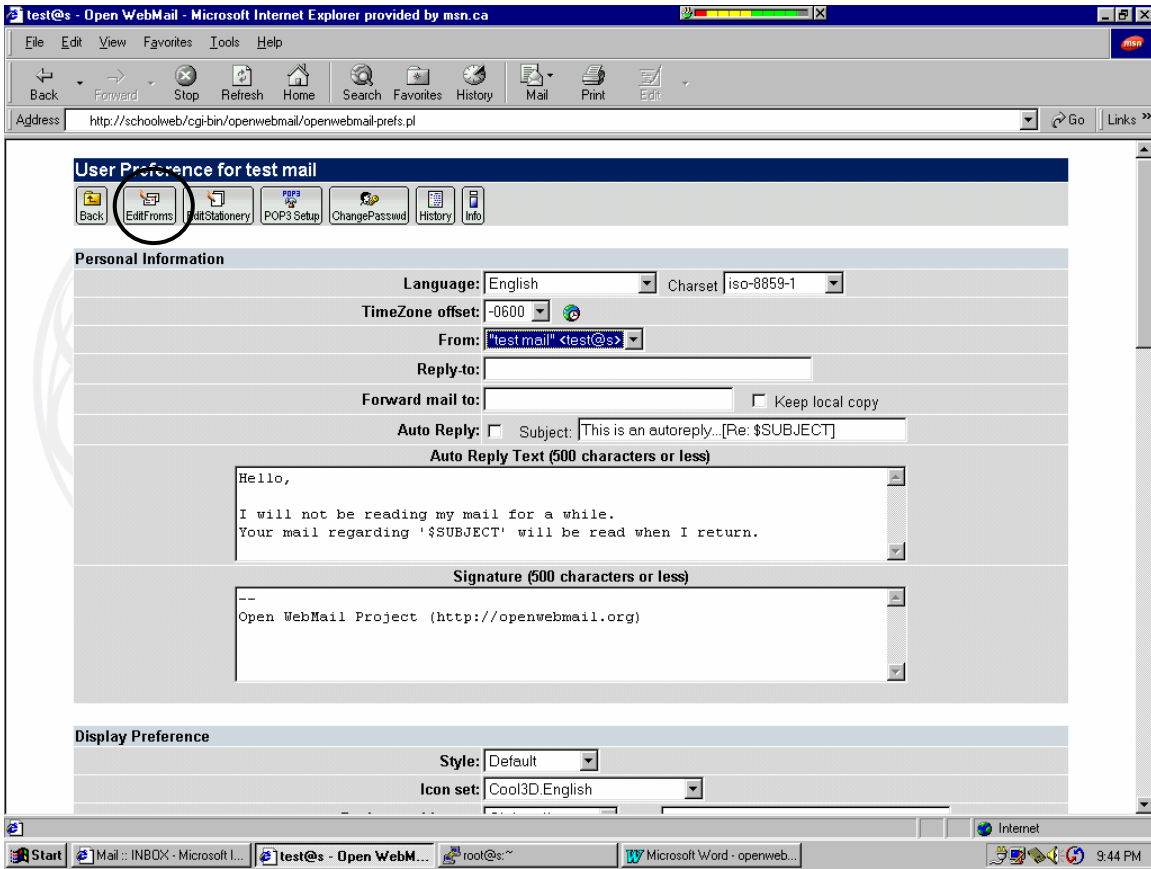 test@s - Open WebMail - Microsoft Internet Explorer provided by msn.ca
File Edit View Favorites Tools Help
msn
Back Forward Stop Refresh Home Search Favorites History Mail Print Edit
Address http://schoolweb/cgi-bin/openwebmail/openwebmail-prefs.pl Go Links »
User Preference for test mail
POP3
Back EditFroms EditStationery POP3 Setup ChangePasswd History Info
Personal Information
Language: English Charset iso-8859-1
TimeZone offset: -0600
From: "test mail" <test@s>
Reply-to:
Forward mail to: Keep local copy
Auto Reply: Subject: This is an autoreply...[Re: $SUBJECT]
Auto Reply Text (500 characters or less)
Hello,
I will not be reading my mail for a while.
Your mail regarding '$SUBJECT' will be read when I return.
Signature (500 characters or less)
--
Open WebMail Project (http://openwebmail.org)
Display Preference
Style: Default
Icon set: Cool3D.English
Internet
Start Mail :: INBOX - Microsoft I... test@s - Open WebM... root@s:~ Microsoft Word - openweb... 9:44 PM